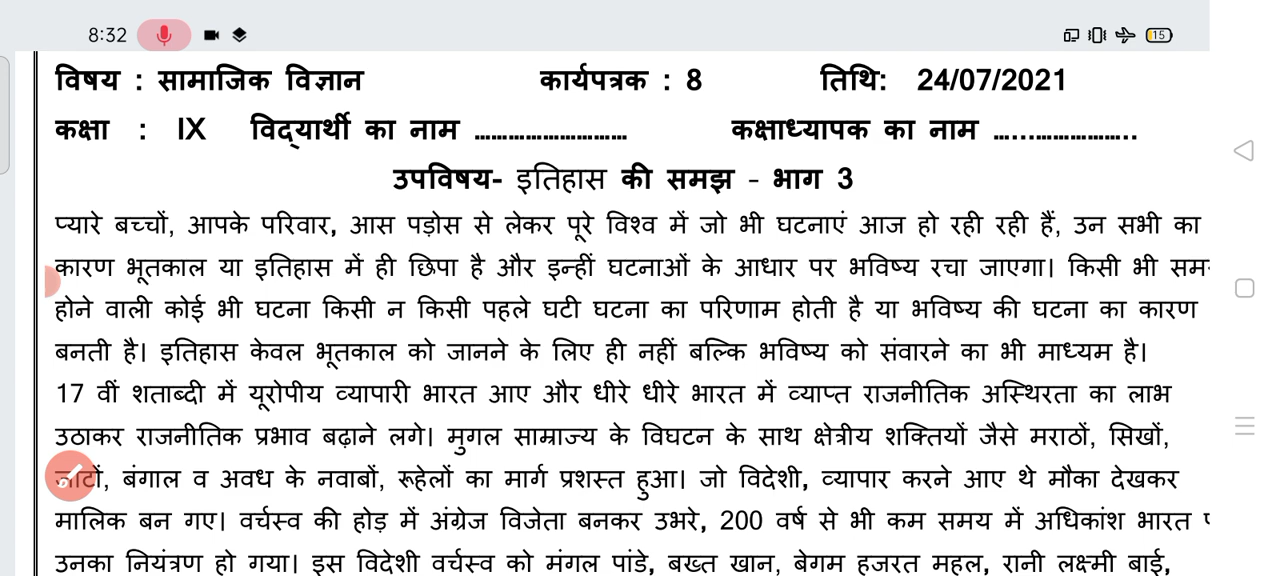 8:32
15
विषय : सामाजिक विज्ञान कार्यपत्रक : 8 तिथि: 24/07/2021
कक्षा : IX विद्यार्थी का नाम ........................... कक्षाध्यापक का नाम .........................
उपविषय- इतिहास की समझ - भाग 3
प्यारे बच्चों, आपके परिवार, आस पड़ोस से लेकर पूरे विश्व में जो भी घटनाएं आज हो रही रही हैं, उन सभी का
कारण भूतकाल या इतिहास में ही छिपा है और इन्हीं घटनाओं के आधार पर भविष्य रचा जाएगा। किसी भी
होने वाली कोई भी घटना किसी न किसी पहले घटी घटना का परिणाम होती है या भविष्य की घटना का कारण
बनती है। इतिहास केवल भूतकाल को जानने के लिए ही नहीं बल्कि भविष्य को संवारने का भी माध्यम है।
17 वीं शताब्दी में यूरोपीय व्यापारी भारत आए और धीरे धीरे भारत में व्याप्त राजनीतिक अस्थिरता का लाभ
उठाकर राजनीतिक प्रभाव बढ़ाने लगे। मुगल साम्राज्य के विघटन के साथ क्षेत्रीय शक्तियों जैसे मराठों, सिखों,
बंगाल व अवध के नवाबों, रूहेलों का मार्ग प्रशस्त हुआ। जो विदेशी, व्यापार करने आए थे मौका देखकर
मालिक बन गए। वर्चस्व की होड़ में अंग्रेज विजेता बनकर उभरे, 200 वर्ष से भी कम समय में अधिकांश भारत
उनका नियंत्रण हो गया। इस विदेशी वर्चस्व को मंगल पांडे, बख्त खान, बेगम हजरत महल, रानी लक्ष्मी बाई,